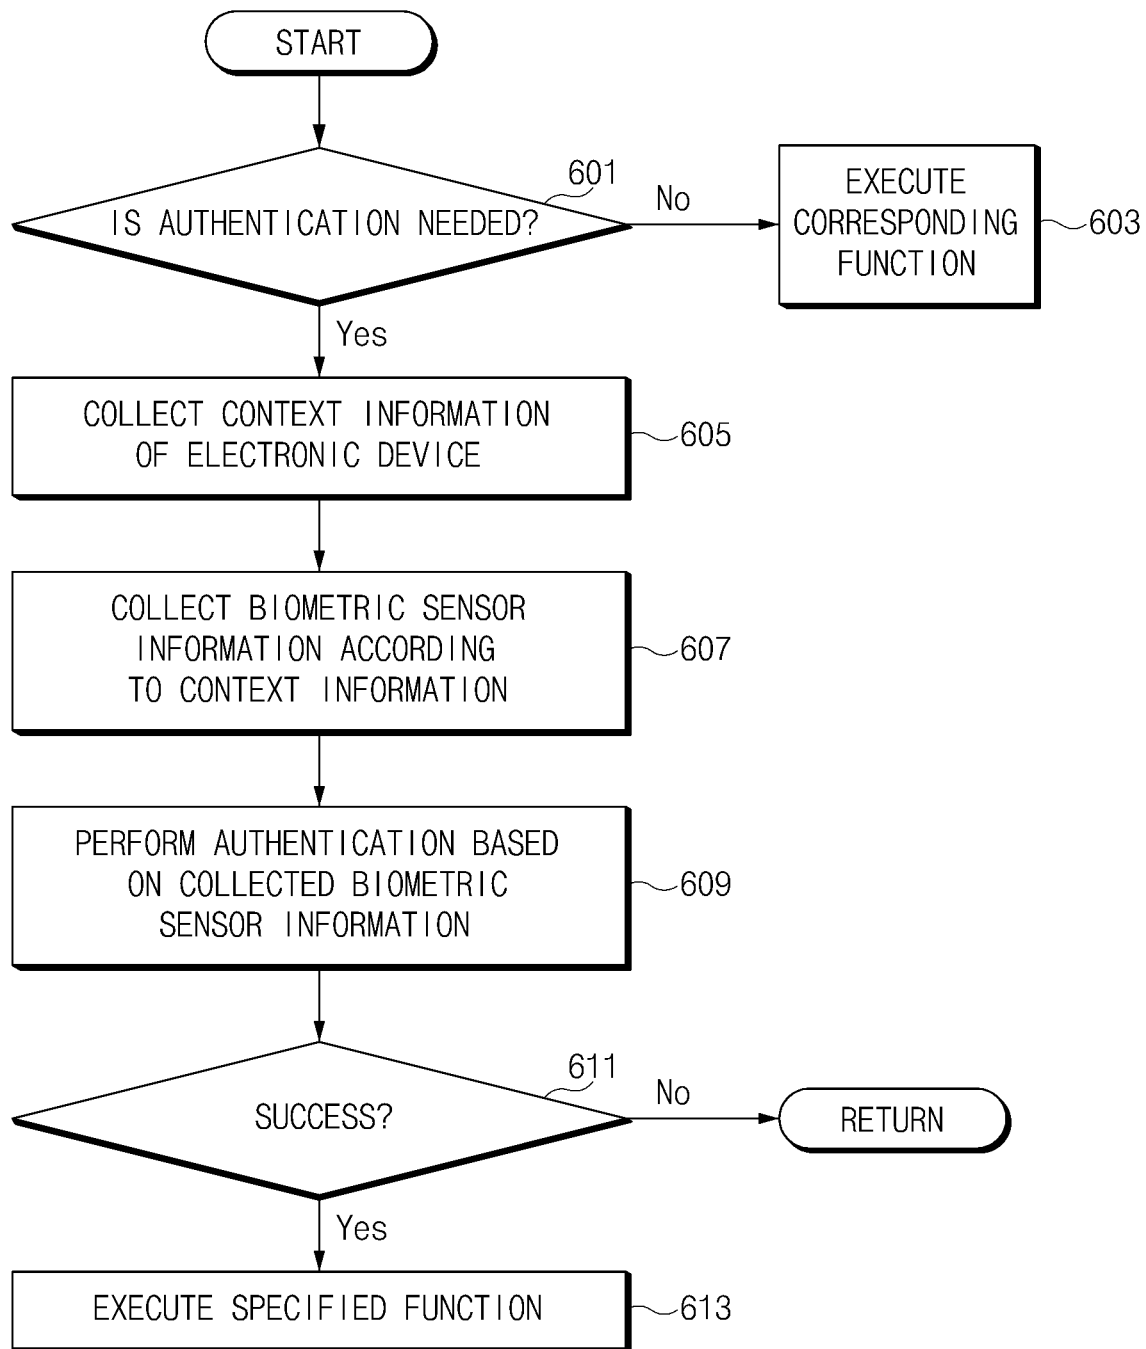 START
IS AUTHENTICATION NEEDED?
601
No
EXECUTE
CORRESPONDING
FUNCTION
603
Yes
COLLECT CONTEXT INFORMATION
OF ELECTRONIC DEVICE
605
COLLECT BIOMETRIC SENSOR
INFORMATION ACCORDING
TO CONTEXT INFORMATION
607
PERFORM AUTHENTICATION BASED
ON COLLECTED BIOMETRIC
SENSOR INFORMATION
609
SUCCESS?
611
No
RETURN
Yes
EXECUTE SPECIFIED FUNCTION
613